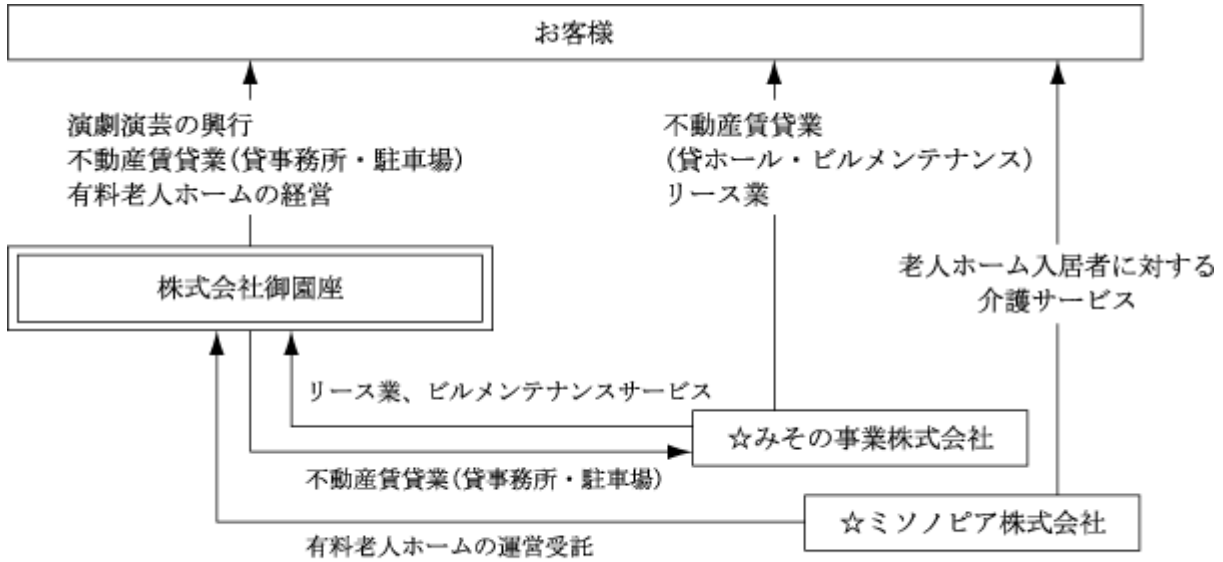 お客様
演劇演芸の興行
不動産賃貸業(貸事務所・駐車場)
有料老人ホームの経営
不動産賃貸業
(貸ホール・ビルメンテナンス)
リース業
老人ホーム入居者に対する
介護サービス
株式会社御園座
リース業、ビルメンテナンスサービス
☆みその事業株式会社
不動産賃貸業(貸事務所・駐車場)
☆ミソノピア株式会社
有料老人ホームの運営受託